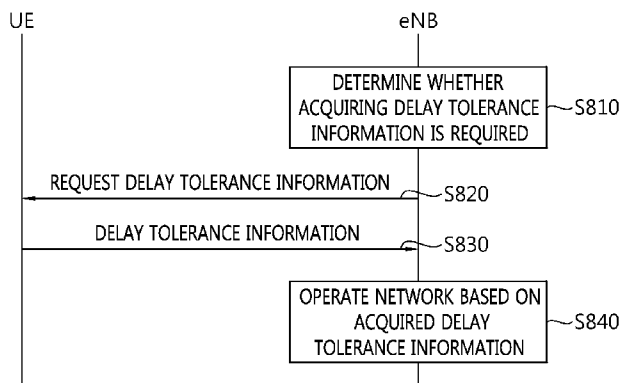 UE
eNB
DETERMINE WHETHER
ACQUIRING DELAY TOLERANCE
INFORMATION IS REQUIRED
S810
REQUEST DELAY TOLERANCE INFORMATION
S820
DELAY TOLERANCE INFORMATION
S830
OPERATE NETWORK BASED ON
ACQUIRED DELAY
TOLERANCE INFORMATION
S840